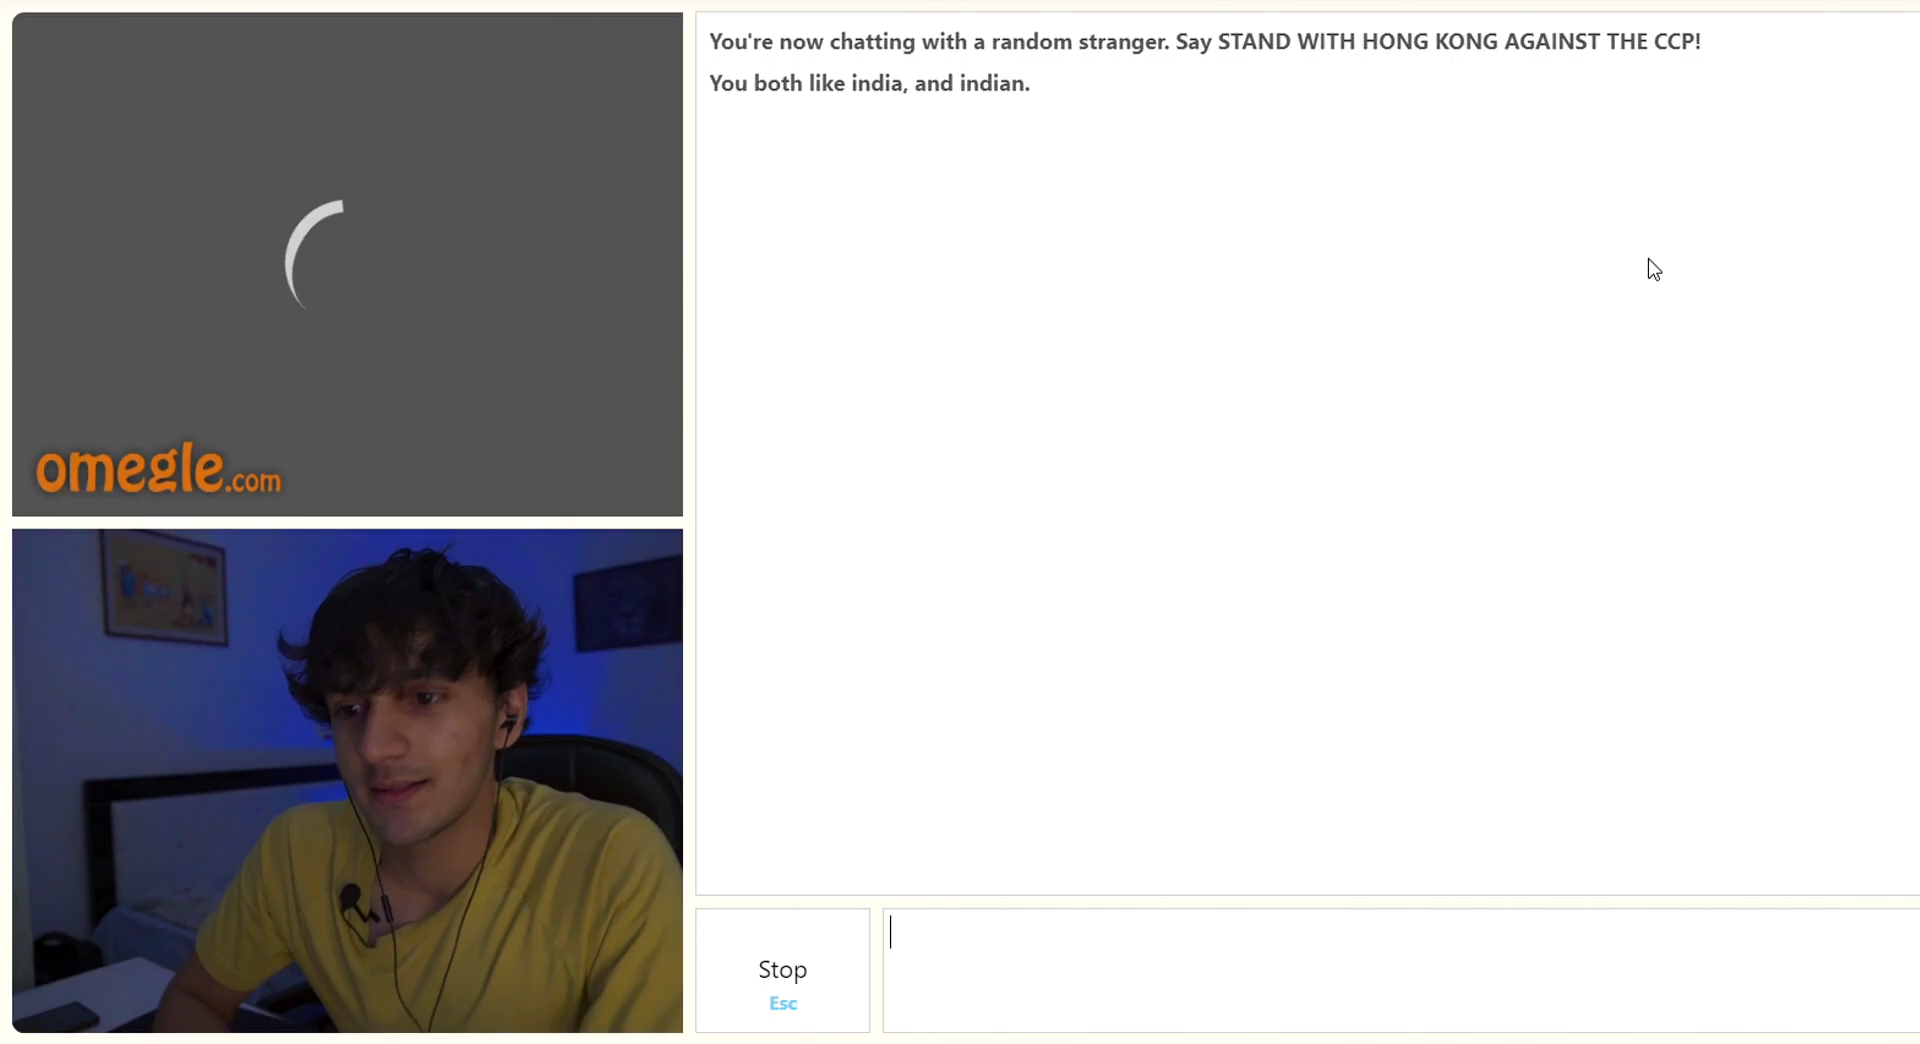 You're now chatting with a random stranger. Say STAND WITH HONG KONG AGAINST THE CCP!
You both like india, and indian.
omegle.com
Stop
Esc